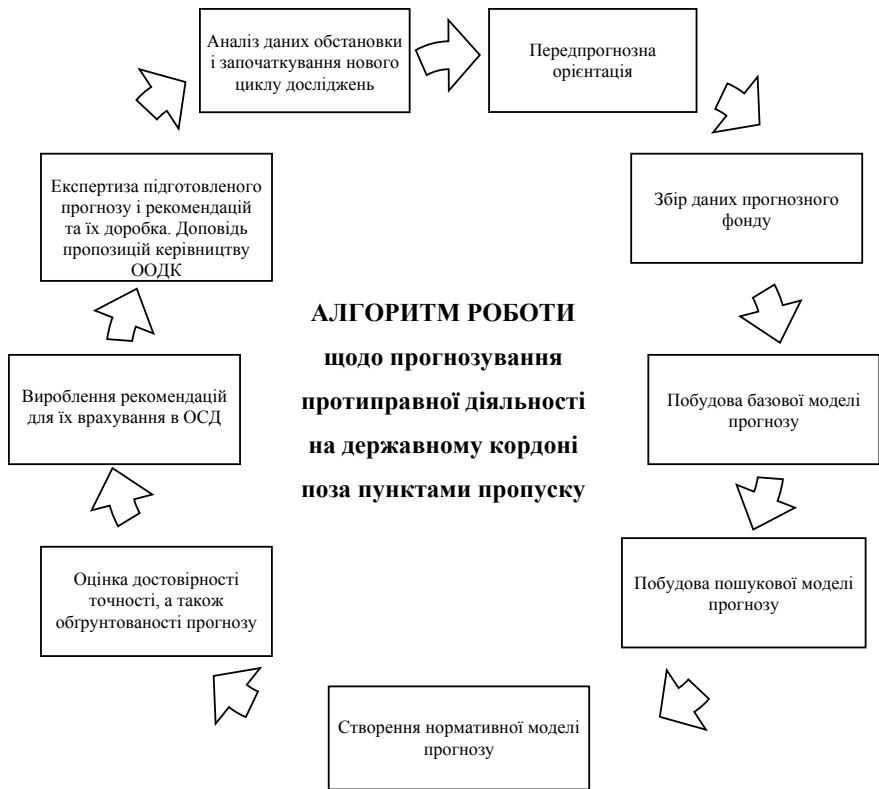 Аналіз даних обстановки
і започаткування нового
циклу досліджень
Передпрогнозна
орієнтація
Збір даних прогнозного
фонду
Побудова базової моделі
прогнозу
Побудова пошукової моделі
прогнозу
Створення нормативної моделі
прогнозу
Оцінка достовірності
точності, а також
обґрунтованості прогнозу
Вироблення рекомендацій
для їх врахування в ОСД
Експертиза підготовленого
прогнозу і рекомендацій
та їх доробка. Доповідь
пропозицій керівництву
ООДК
АЛГОРИТМ РОБОТИ
щодо прогнозування
протиправної діяльності
на державному кордоні
поза пунктами пропуску